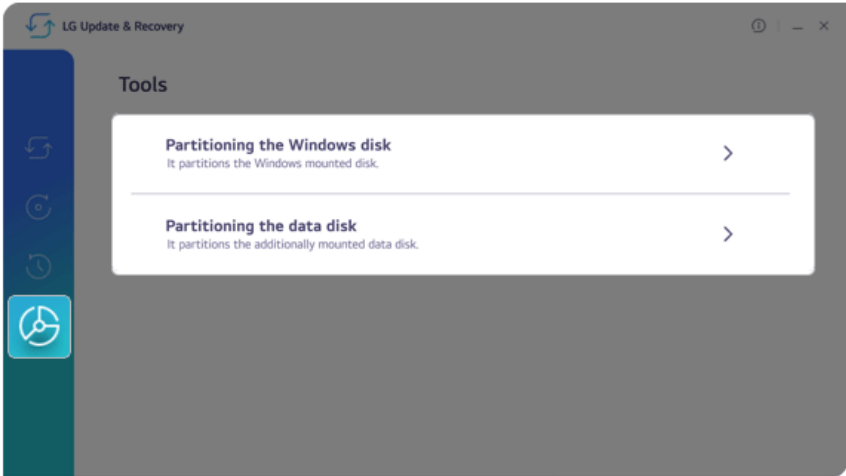 LG Update & Recovery
Tools
Partitioning the Windows disk
It partitions the Windows mounted disk.
Partitioning the data disk
It partitions the additionally mounted data disk.